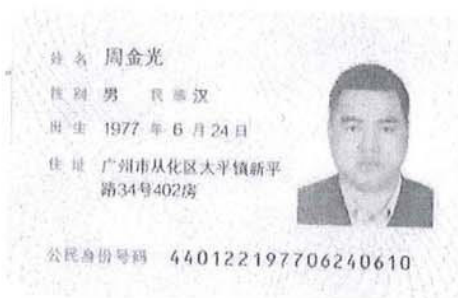 姓名 周金光
性别 男 民族 汉
出生 1977 年 6 月 24 日
住址 广州市从化区太平镇新平
路34号402房
公民身份号码 440122197706240610